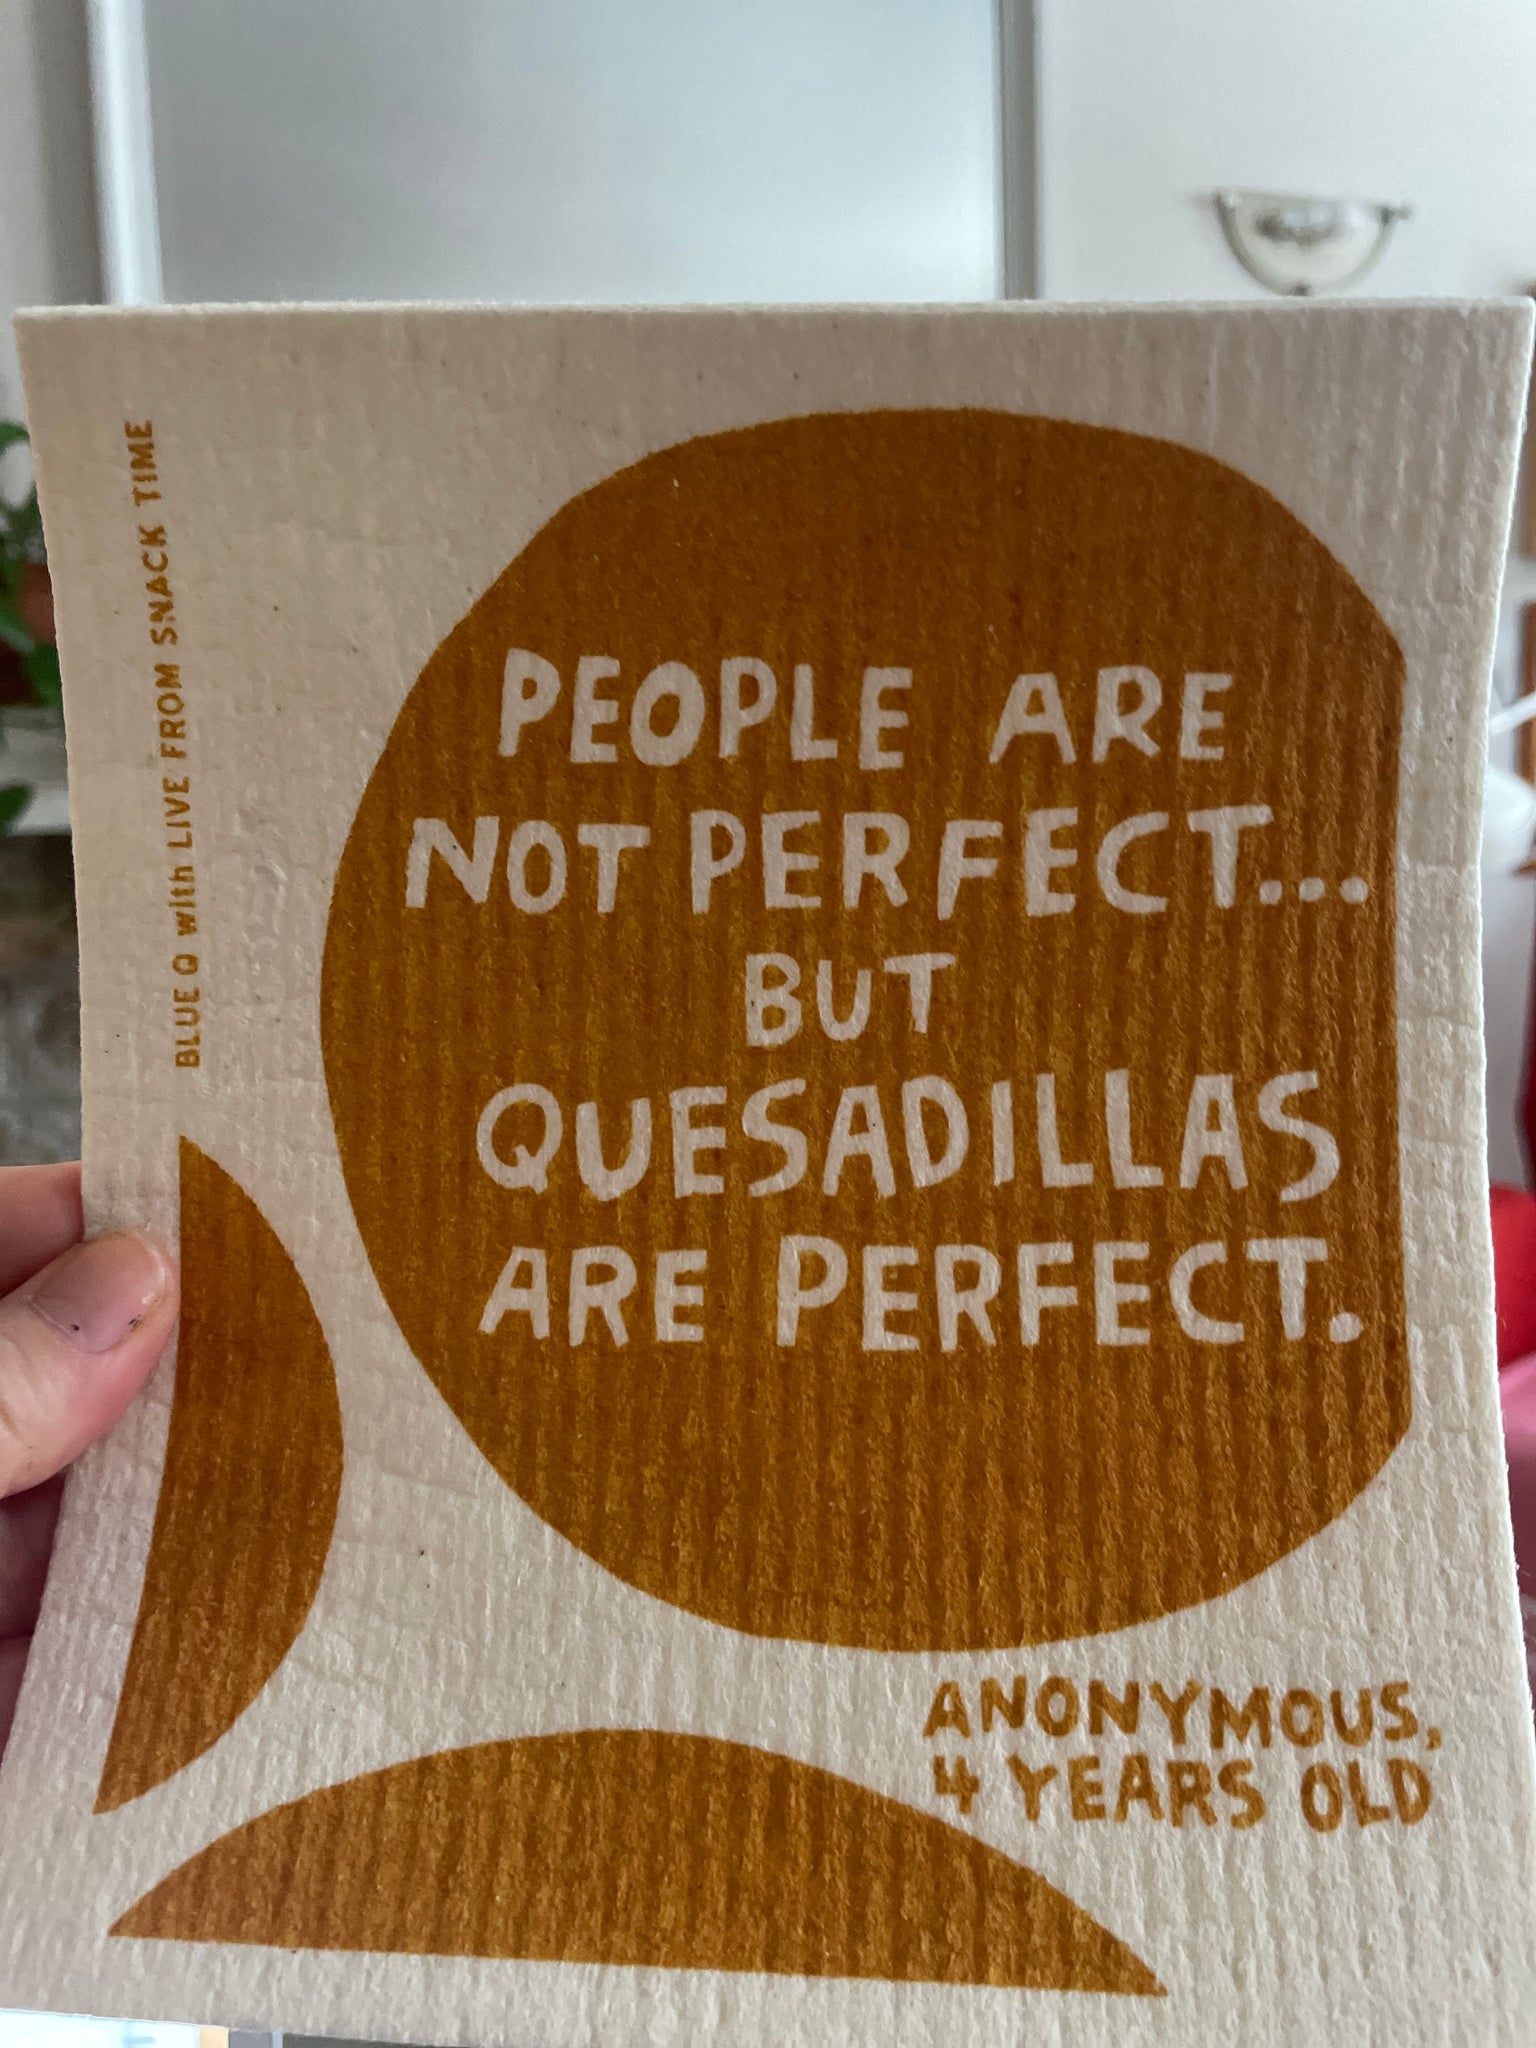 BLUE Q with LIVE FROM SNACK TIME
PEOPLE ARE
NOT PERFECT...
BUT
QUESADILLAS
ARE PERFECT.
ANONYMOUS,
4 YEARS OLD